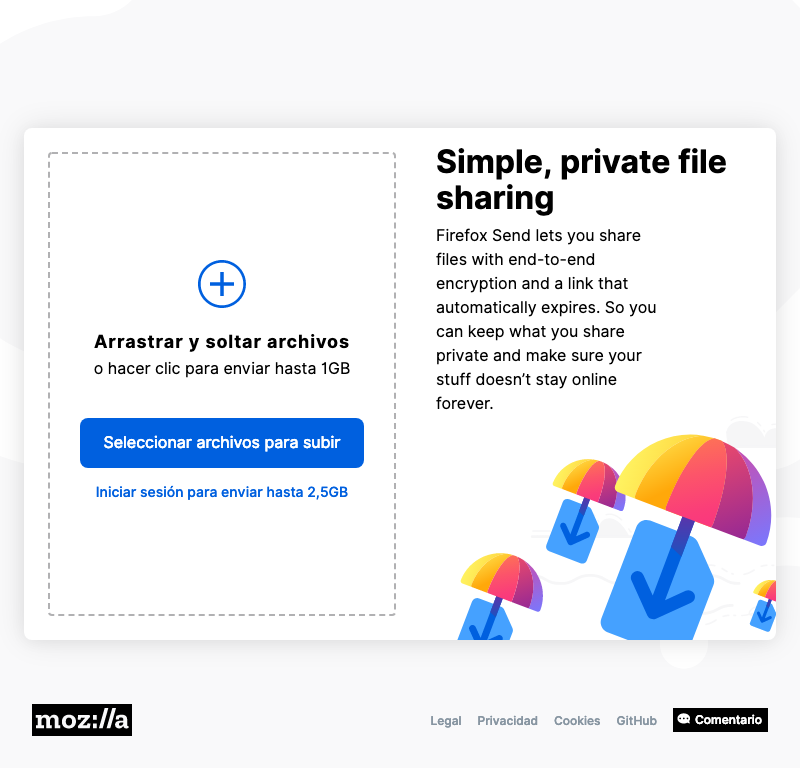 Simple, private file
sharing
Firefox Send lets you share
files with end-to-end
encryption and a link that
automatically expires. So you
can keep what you share
private and make sure your
stuff doesn’t stay online
forever.
Arrastrar y soltar archivos
o hacer clic para enviar hasta 1GB
Seleccionar archivos para subir
Iniciar sesión para enviar hasta 2,5GB
moz://a
Legal Privacidad Cookies GitHub Comentario